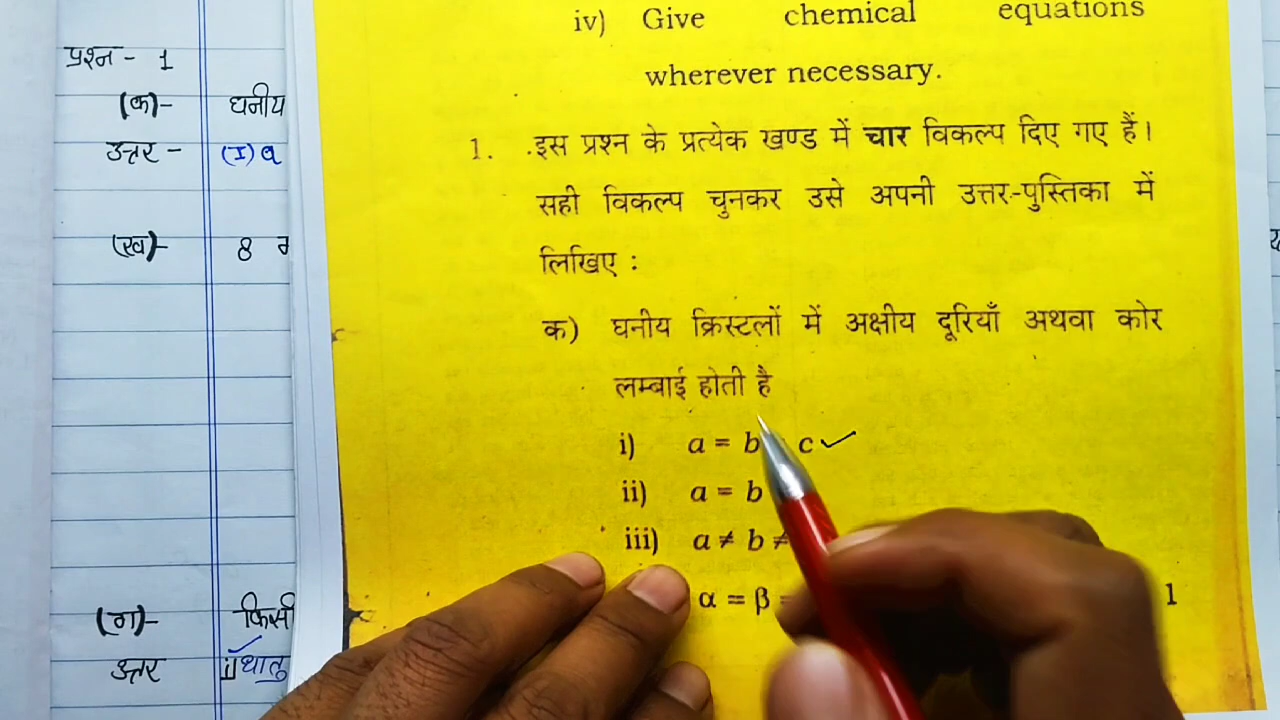 iv) Give chemical equations
wherever necessary.
1. इस प्रश्न के प्रत्येक खण्ड में चार विकल्प दिए गए हैं।
सही विकल्प चुनकर उसे अपनी उत्तर-पुस्तिका में
लिखिए :
क) घनीय क्रिस्टलों में अक्षीय दूरियाँ अथवा कोर
लम्बाई होती है
i) a = b c ✓
ii) a = b
iii) a ≠ b ≠
α = β = 1
प्रश्न - 1
(क)- घनीय
उत्तर - (I) a
(ख)- 8
(ग)- किसी
उत्तर ii) धातु